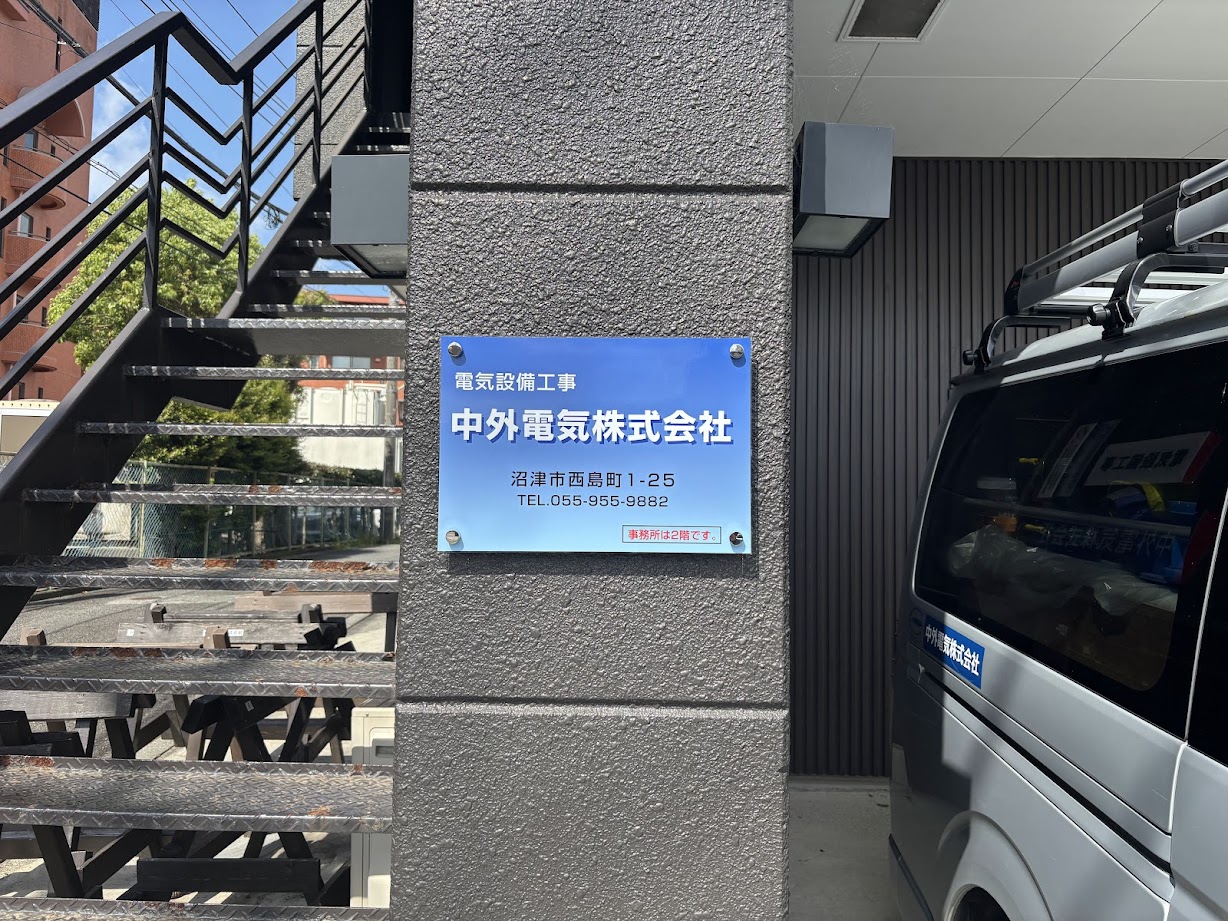 電気設備工事
中外電気株式会社
沼津市西島町1-25
TEL.055-955-9882
事務所は2階です。
中外電気株式会社